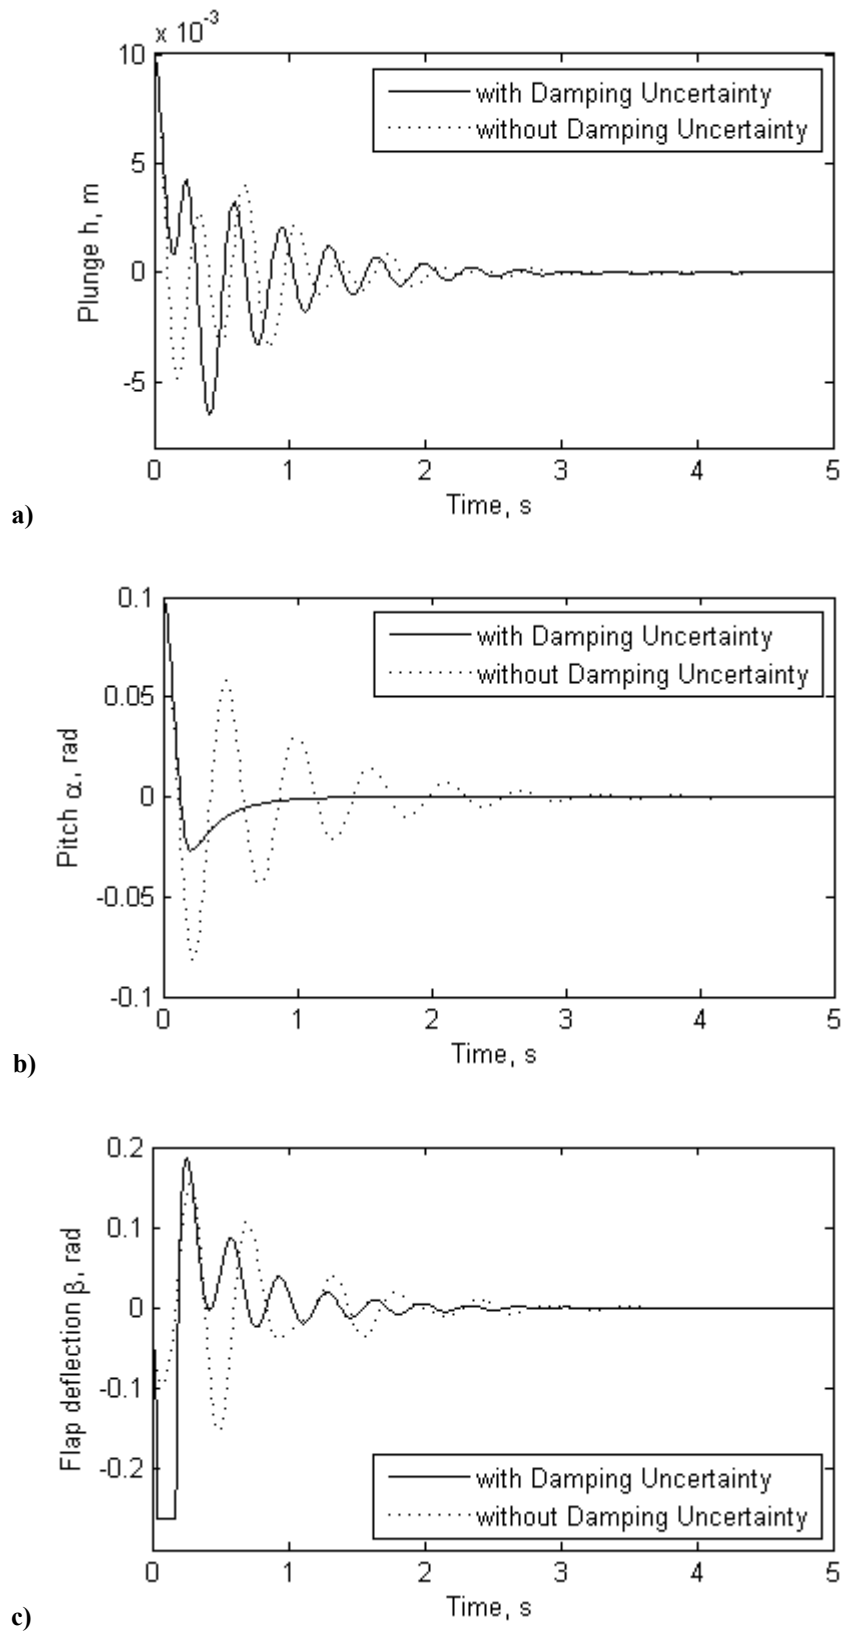 x 10-3
10
5
0
-5
Plunge h, m
with Damping Uncertainty
without Damping Uncertainty
0 1 2 3 4 5
Time, s
a)
0.1
0.05
0
-0.05
-0.1
Pitch α, rad
with Damping Uncertainty
without Damping Uncertainty
0 1 2 3 4 5
Time, s
b)
0.2
0.1
0
-0.1
-0.2
Flap deflection β, rad
with Damping Uncertainty
without Damping Uncertainty
0 1 2 3 4 5
Time, s
c)